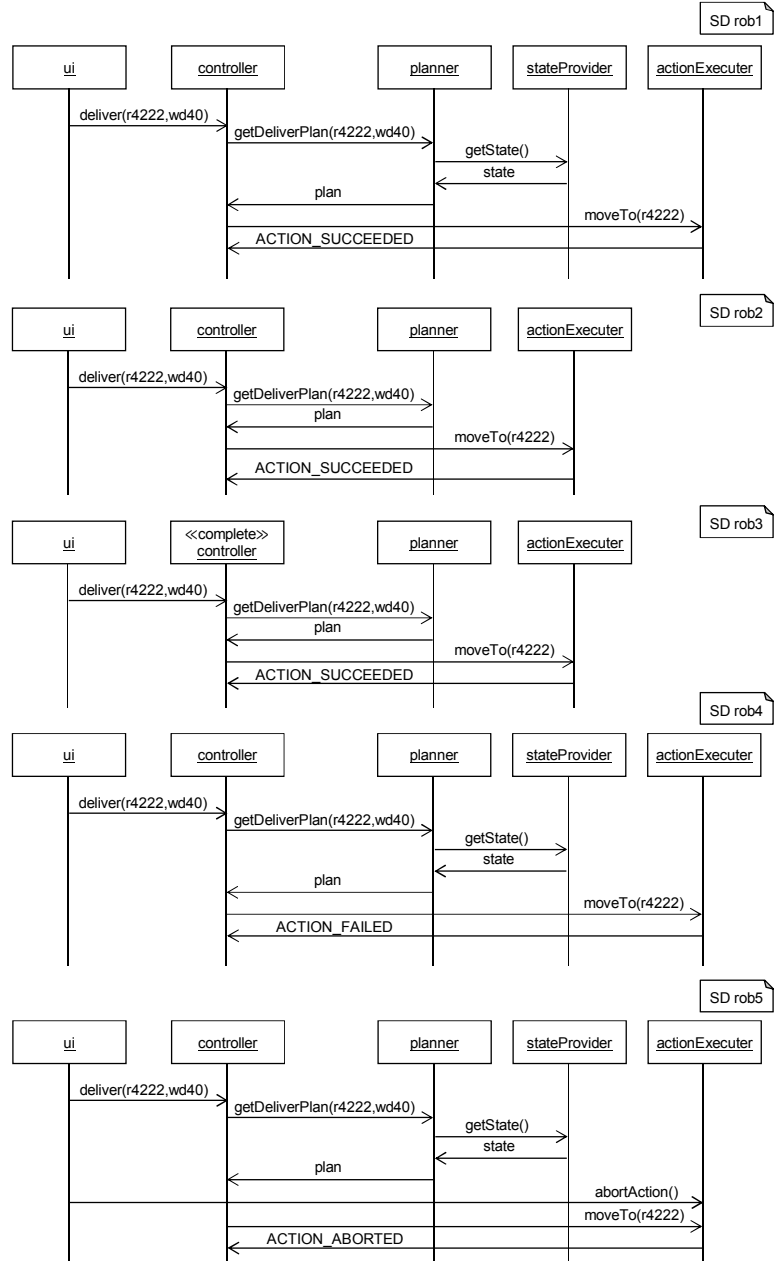 SD rob1
ui controller planner stateProvider actionExecuter
deliver(r4222,wd40)
getDeliverPlan(r4222,wd40)
getState()
state
plan
moveTo(r4222)
ACTION_SUCCEEDED
SD rob2
ui controller planner actionExecuter
deliver(r4222,wd40)
getDeliverPlan(r4222,wd40)
plan
moveTo(r4222)
ACTION_SUCCEEDED
SD rob3
≪complete≫
ui controller planner actionExecuter
deliver(r4222,wd40)
getDeliverPlan(r4222,wd40)
plan
moveTo(r4222)
ACTION_SUCCEEDED
SD rob4
ui controller planner stateProvider actionExecuter
deliver(r4222,wd40)
getDeliverPlan(r4222,wd40)
getState()
state
plan
moveTo(r4222)
ACTION_FAILED
SD rob5
ui controller planner stateProvider actionExecuter
deliver(r4222,wd40)
getDeliverPlan(r4222,wd40)
getState()
state
plan
abortAction()
moveTo(r4222)
ACTION_ABORTED